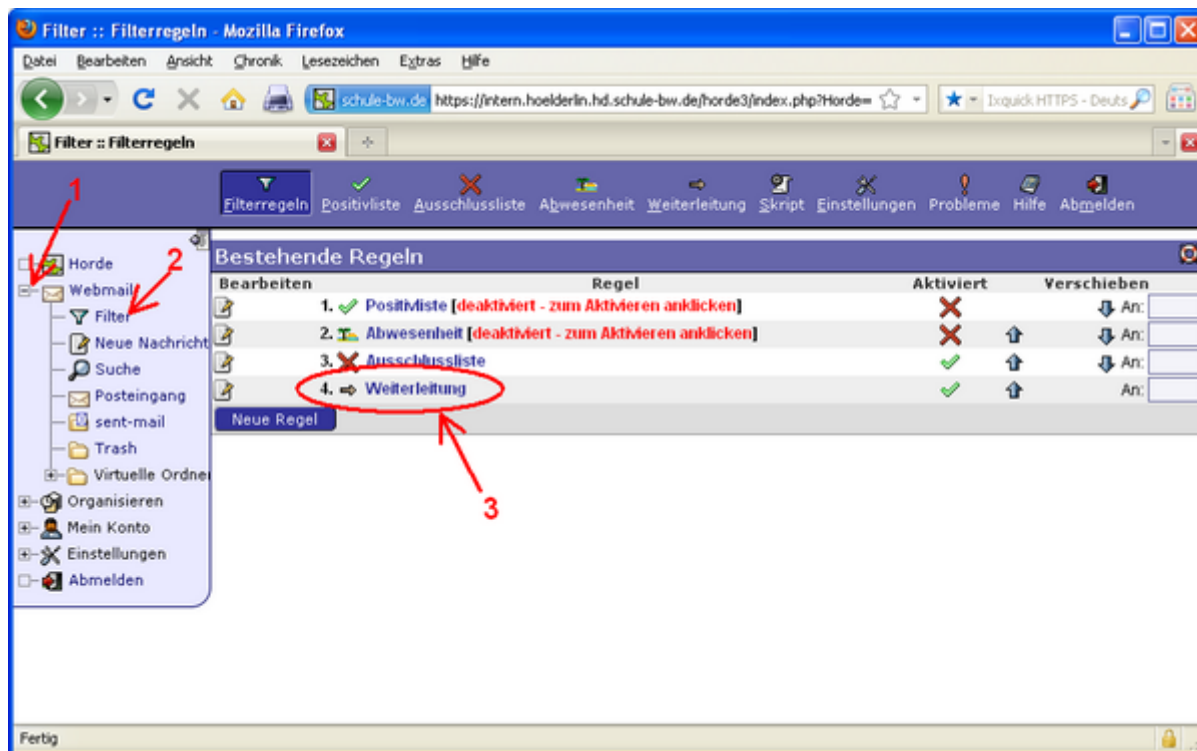 Filter :: Filterregeln - Mozilla Firefox
Datei Bearbeiten Ansicht Chronik Lesezeichen Extras Hilfe
schule-bw.de https://intern.hoelderlin.hd.schule-bw.de/horde3/index.php?Horde= Ixquick HTTPS - Deuts
Filter :: Filterregeln
1
Filterregeln Positivliste Ausschlussliste Abwesenheit Weiterleitung Skript Einstellungen Probleme Hilfe Abmelden
2
Horde
Webmail
Filter
Neue Nachricht
Suche
Posteingang
sent-mail
Trash
Virtuelle Ordner
Organisieren
Mein Konto
Einstellungen
Abmelden
Bestehende Regeln
Bearbeiten Regel Aktiviert Verschieben
1. Positivliste [deaktiviert - zum Aktivieren anklicken] An:
2. Abwesenheit [deaktiviert - zum Aktivieren anklicken] An:
3. Ausschlussliste An:
4. Weiterleitung An:
Neue Regel
3
Fertig